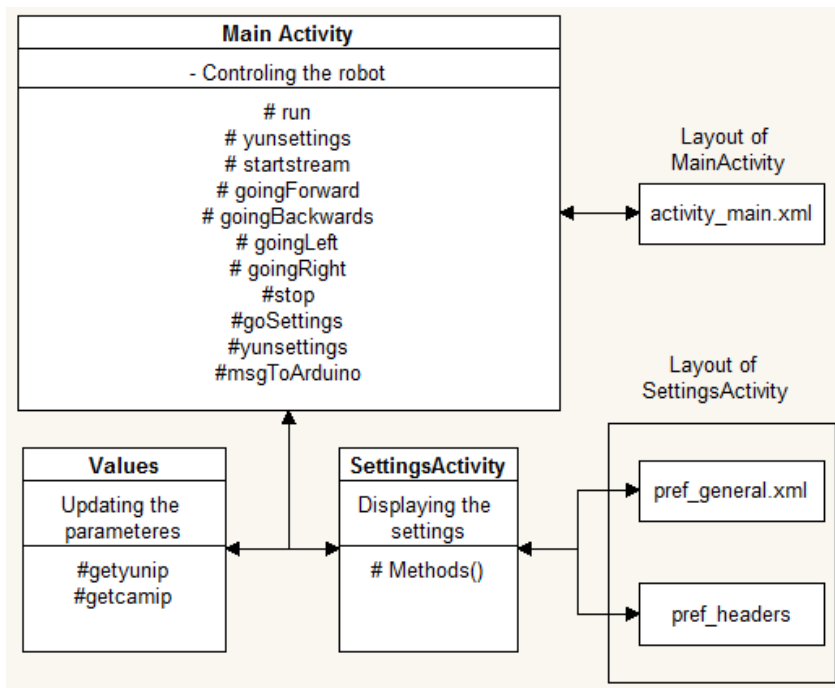 Main Activity
- Controling the robot
# run
# yunsettings
# startstream
# goingForward
# goingBackwards
# goingLeft
# goingRight
#stop
#goSettings
#yunsettings
#msgToArduino
Layout of
MainActivity
activity_main.xml
Values
Updating the
parameteres
#getyunip
#getcamip
SettingsActivity
Displaying the
settings
# Methods()
Layout of
SettingsActivity
pref_general.xml
pref_headers